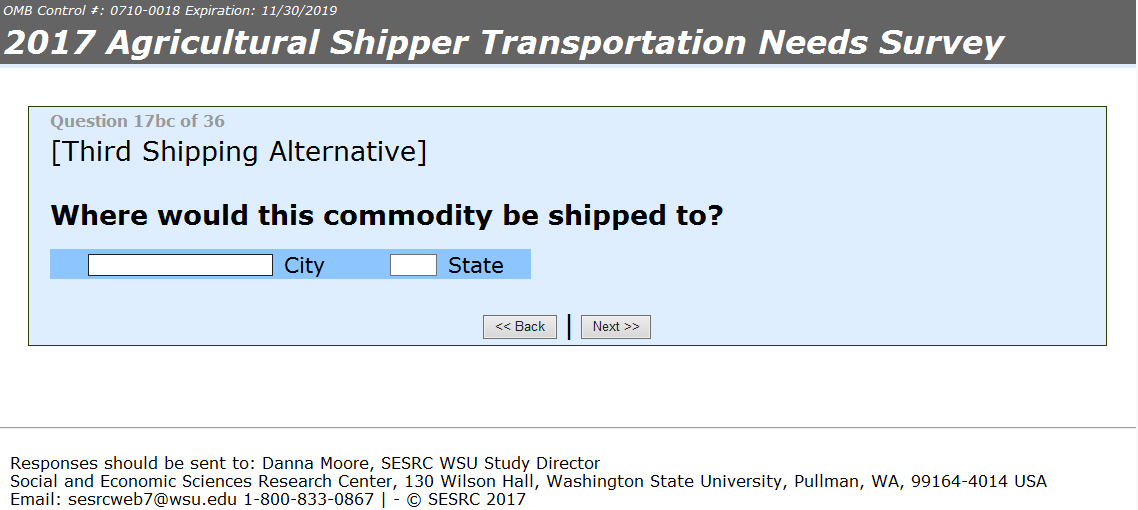 OMB Control #: 0710-0018 Expiration: 11/30/2019
2017 Agricultural Shipper Transportation Needs Survey
Question 17bc of 36
[Third Shipping Alternative]
Where would this commodity be shipped to?
City State
<< Back | Next >>
Responses should be sent to: Danna Moore, SESRC WSU Study Director
Social and Economic Sciences Research Center, 130 Wilson Hall, Washington State University, Pullman, WA, 99164-4014 USA
Email: sesrcweb7@wsu.edu 1-800-833-0867 | - © SESRC 2017